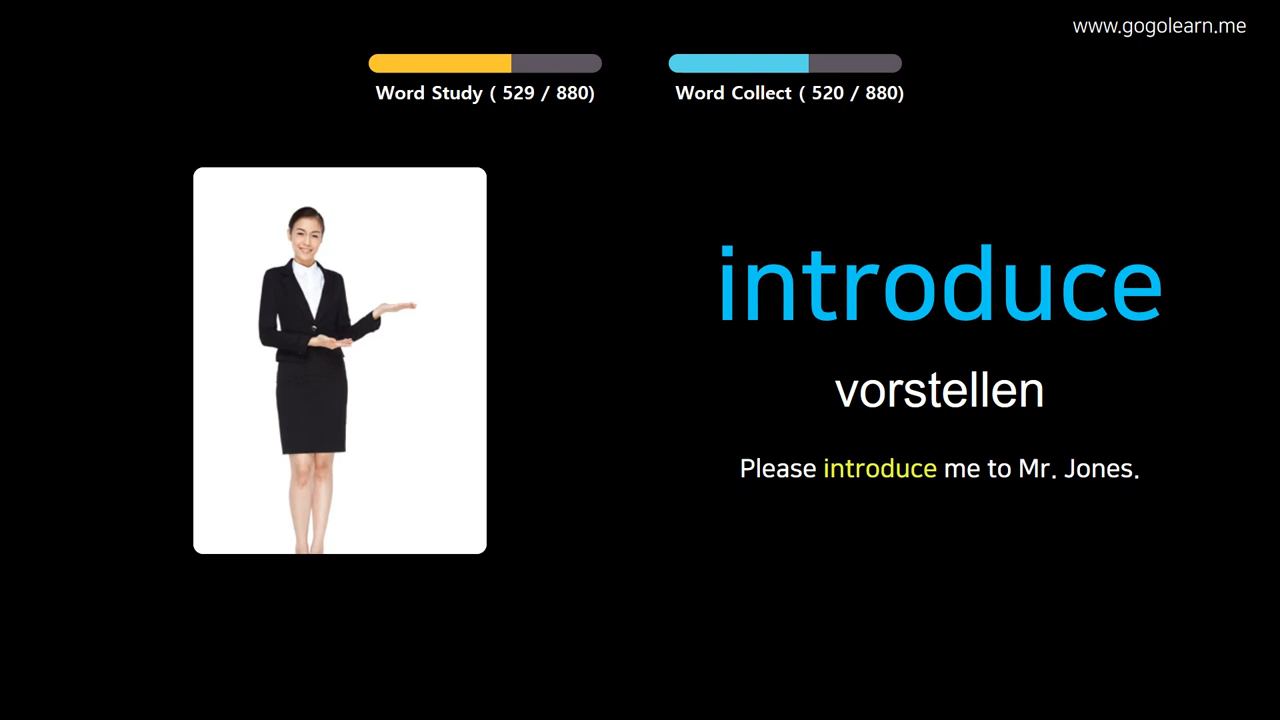 www.gogolearn.me
Word Study ( 529 / 880)
Word Collect ( 520 / 880)
introduce
vorstellen
Please introduce me to Mr. Jones.